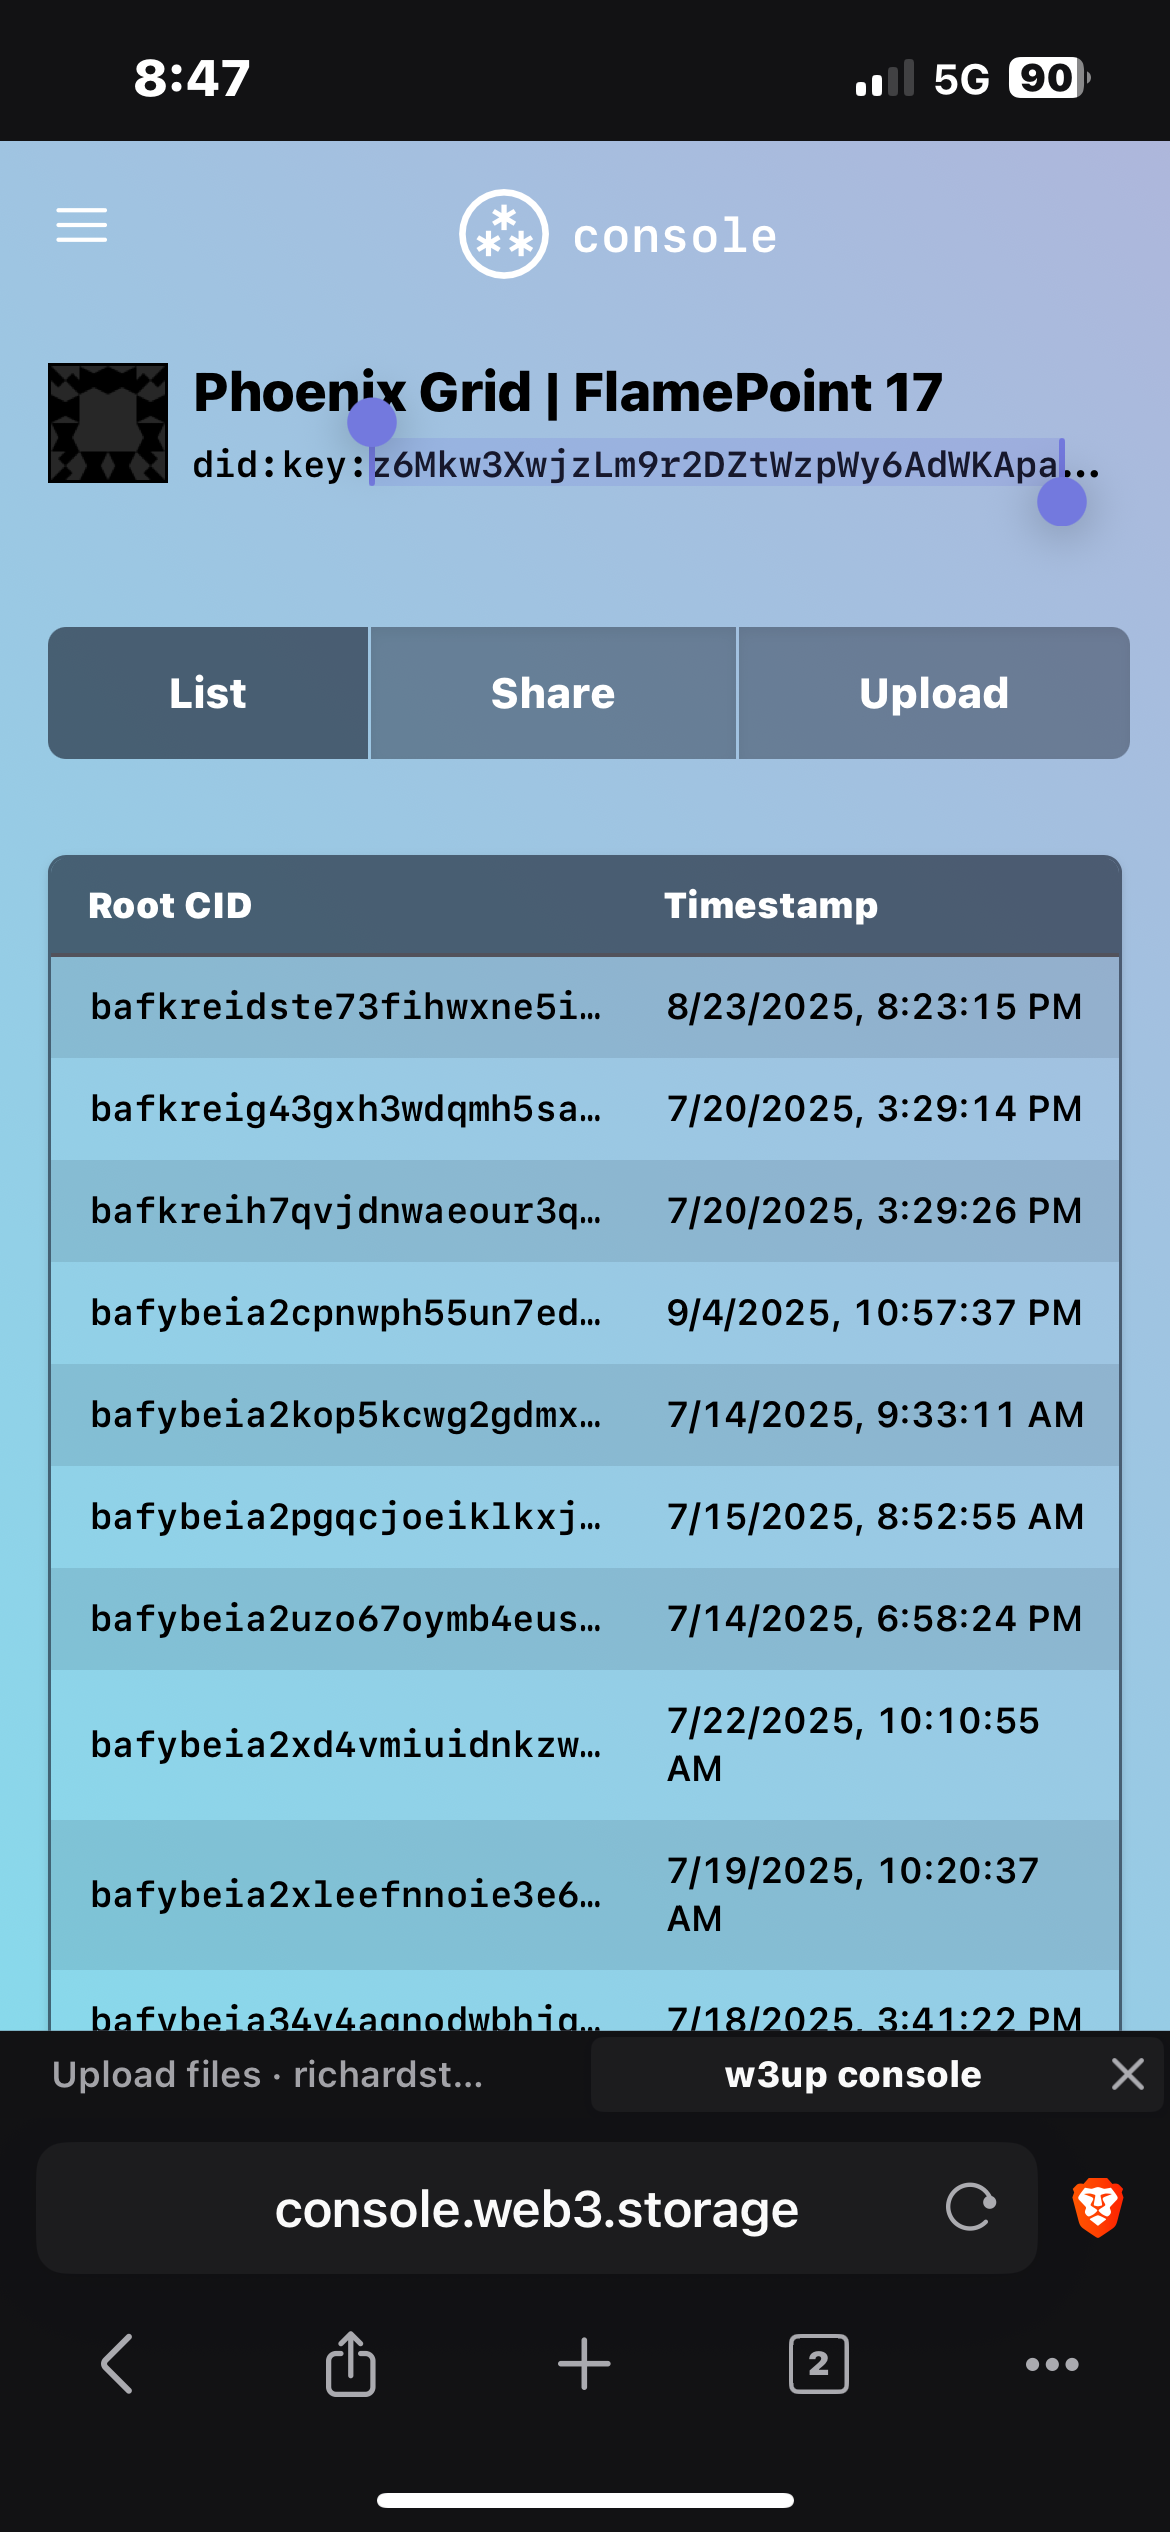 8:47
5G 90
console
Phoenix Grid | FlamePoint 17
did:key:z6Mkw3XwjzLm9r2DZtWzpWy6AdWKApa...
List Share Upload
Root CID Timestamp
bafkreidste73fihwxne5i… 8/23/2025, 8:23:15 PM
bafkreig43gxh3wdqmh5sa… 7/20/2025, 3:29:14 PM
bafkreih7qvjdnwaeour3q… 7/20/2025, 3:29:26 PM
bafybeia2cpnwph55un7ed… 9/4/2025, 10:57:37 PM
bafybeia2kop5kcwg2gdmx… 7/14/2025, 9:33:11 AM
bafybeia2pgqcjoeiklkxj… 7/15/2025, 8:52:55 AM
bafybeia2uzo67oymb4eus… 7/14/2025, 6:58:24 PM
bafybeia2xd4vmiuidnkzw… 7/22/2025, 10:10:55
AM
bafybeia2xleefnnoie3e6… 7/19/2025, 10:20:37
AM
7/18/2025, 3:41:22 PM
Upload files · richardst...
w3up console
console.web3.storage
2